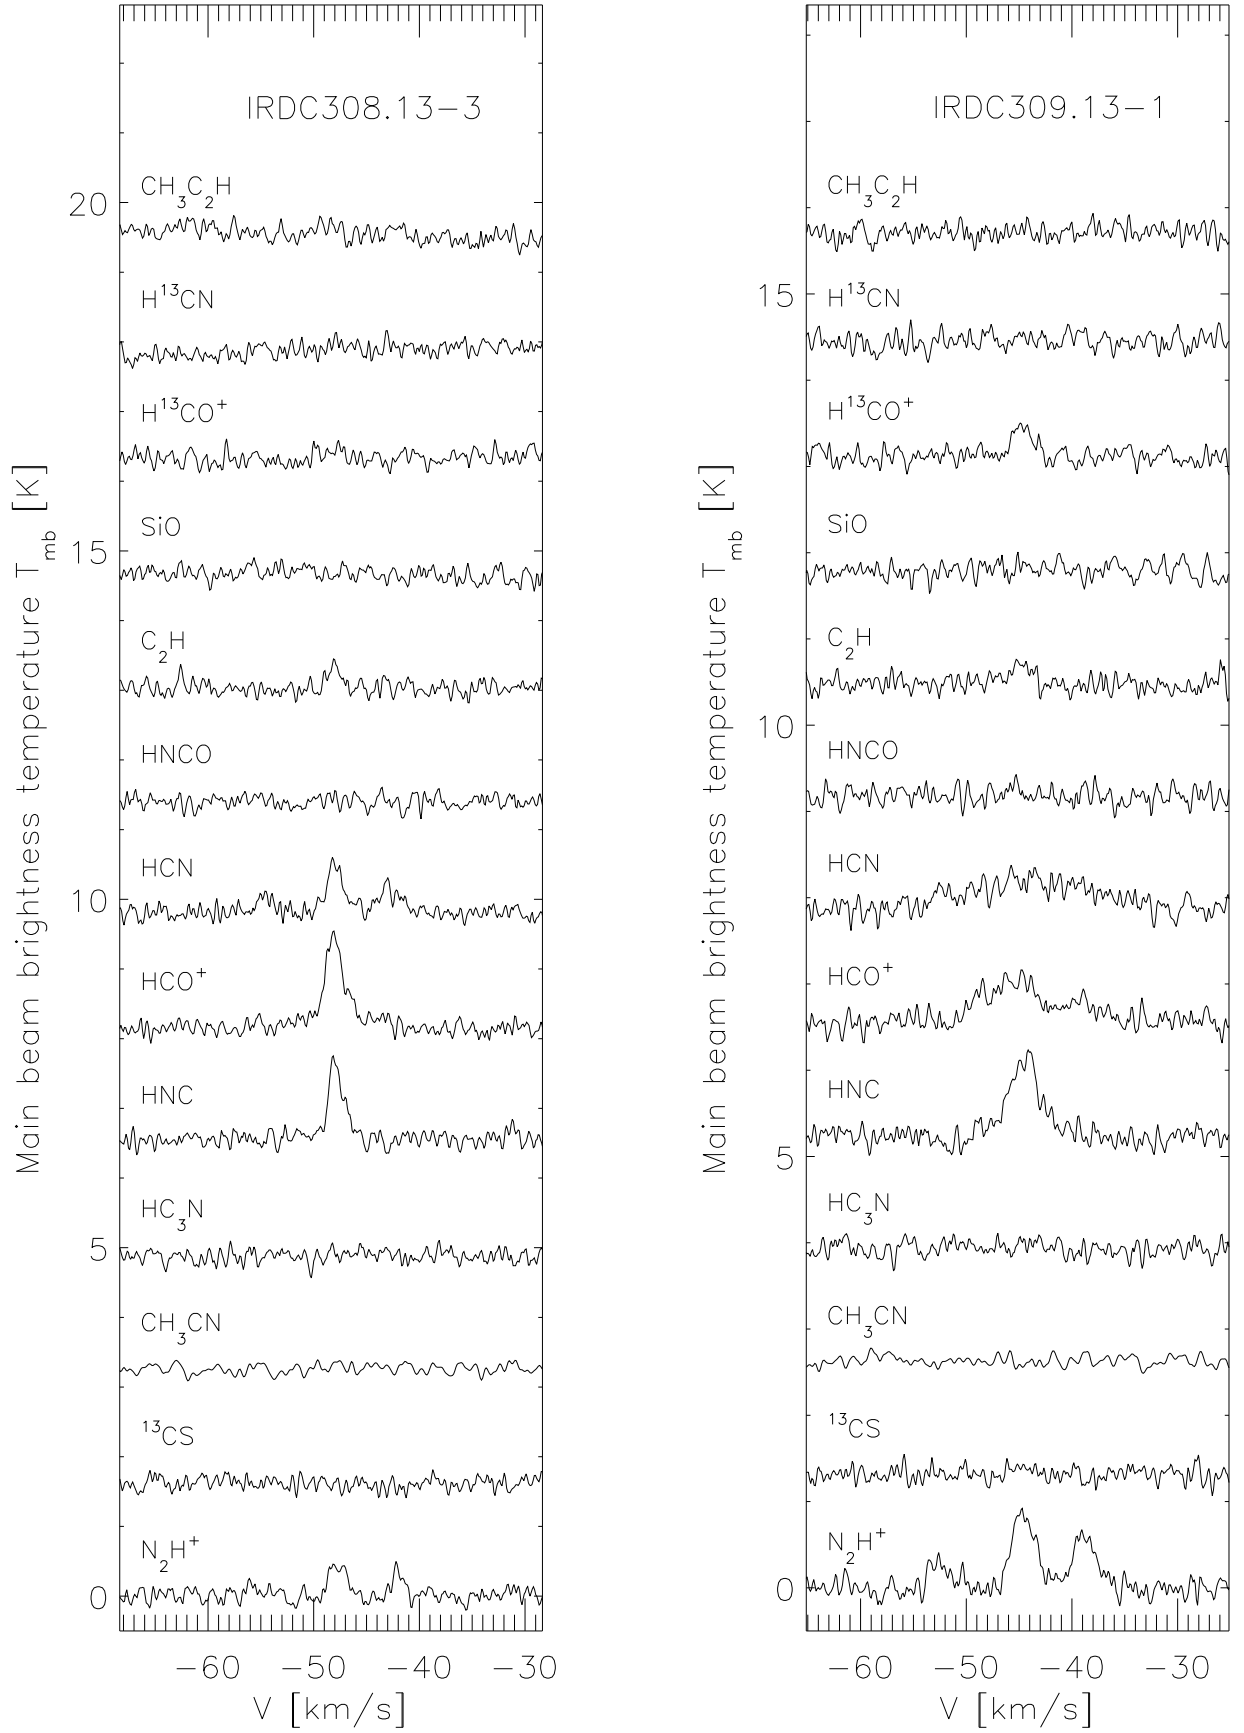 IRDC308.13−3
CH₃C₂H
H¹³CN
H¹³CO⁺
SiO
C₂H
HNCO
HCN
HCO⁺
HNC
HC₃N
CH₃CN
¹³CS
N₂H⁺
20
15
10
5
0
Main beam brightness temperature T_mb [K]
−60 −50 −40 −30
V [km/s]
IRDC309.13−1
CH₃C₂H
H¹³CN
H¹³CO⁺
SiO
C₂H
HNCO
HCN
HCO⁺
HNC
HC₃N
CH₃CN
¹³CS
N₂H⁺
15
10
5
0
Main beam brightness temperature T_mb [K]
−60 −50 −40 −30
V [km/s]